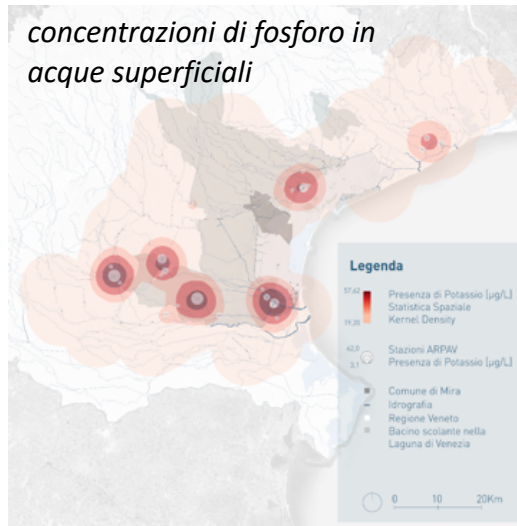 concentrazioni di fosforo in
acque superficiali
Legenda
57,62
Presenza di Potassio [µg/L]
Statistica Spaziale
19,20
Kernel Density
62,0
Stazioni ARPAV
3,1
Presenza di Potassio [µg/L]
Comune di Mira
Idrografia
Regione Veneto
Bacino scolante nella
Laguna di Venezia
0 10 20Km